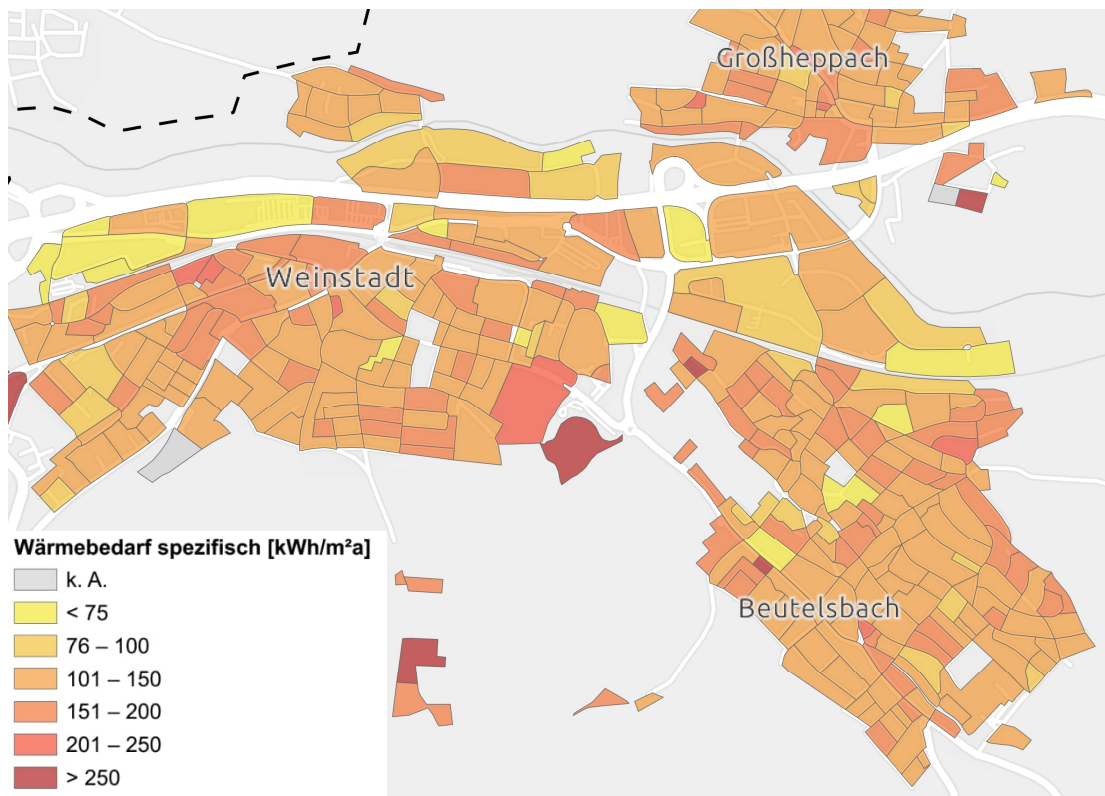 Großheppach
Weinstadt
Beutelsbach
Wärmebedarf spezifisch [kWh/m²a]
k. A.
< 75
76 – 100
101 – 150
151 – 200
201 – 250
> 250